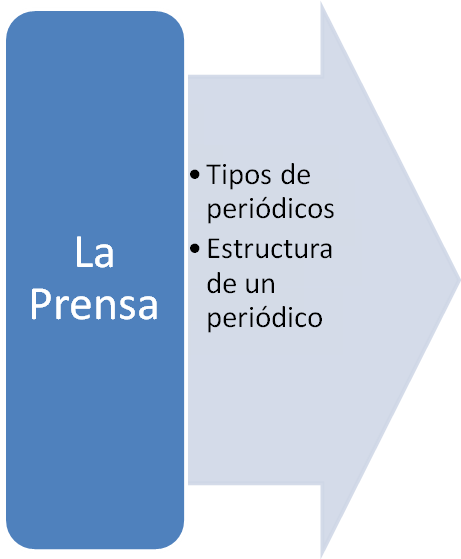 La
Prensa
• Tipos de
periódicos
• Estructura
de un
periódico